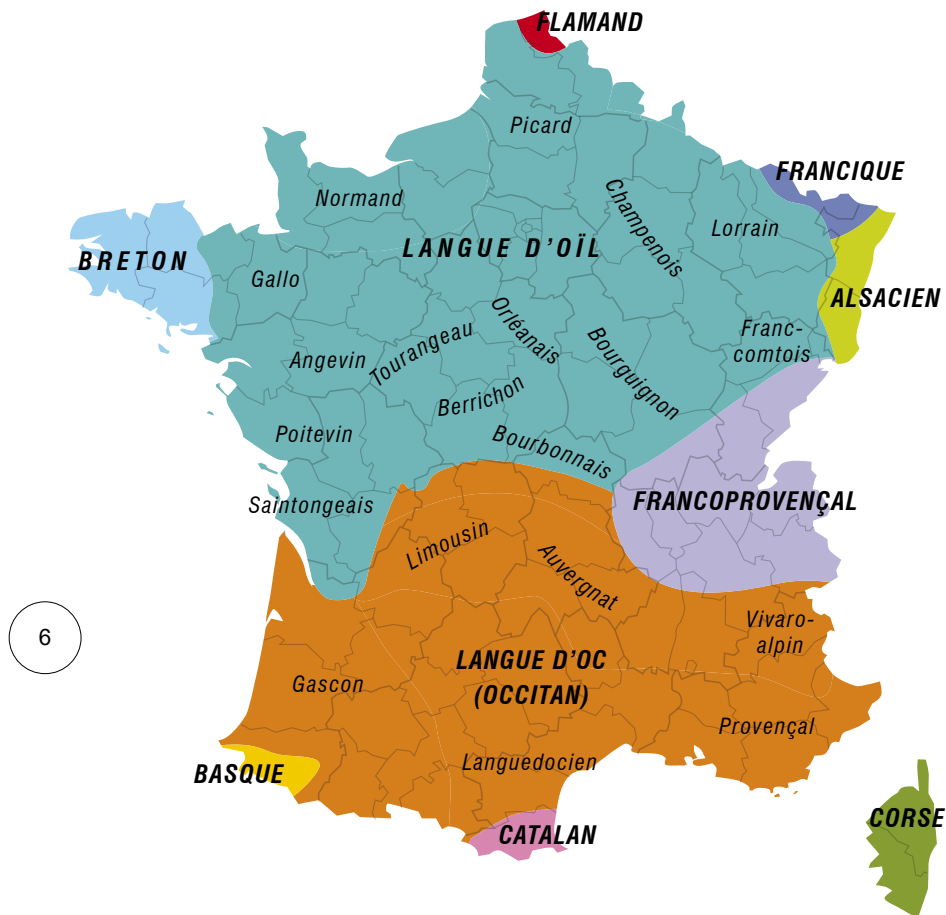 FLAMAND
Picard
FRANCIQUE
Champenois
Normand
Lorrain
LANGUE D'OÏL
BRETON
Gallo
ALSACIEN
Orléanais
Franc-
comtois
Tourangeau
Angevin
Bourguignon
Berrichon
Poitevin
Bourbonnais
Saintongeais
FRANCOPROVENÇAL
Limousin
Auvergnat
Vivaro-
alpin
6
LANGUE D'OC
(OCCITAN)
Gascon
Provençal
Languedocien
BASQUE
CATALAN
CORSE